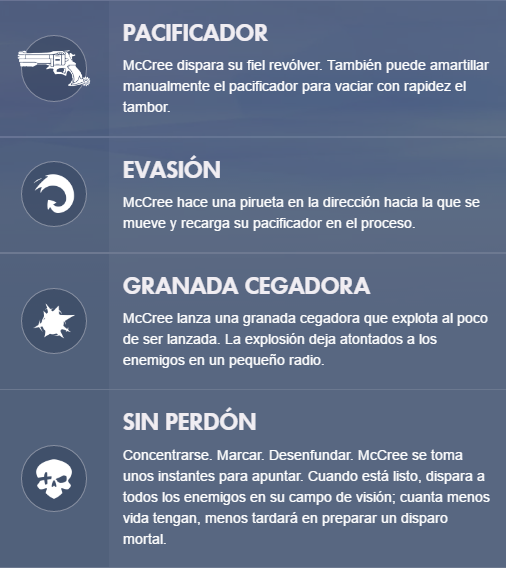 PACIFICADOR
McCree dispara su fiel revólver. También puede amartillar
manualmente el pacificador para vaciar con rapidez el
tambor.
EVASIÓN
McCree hace una pirueta en la dirección hacia la que se
mueve y recarga su pacificador en el proceso.
GRANADA CEGADORA
McCree lanza una granada cegadora que explota al poco
de ser lanzada. La explosión deja atontados a los
enemigos en un pequeño radio.
SIN PERDÓN
Concentrarse. Marcar. Desenfundar. McCree se toma
unos instantes para apuntar. Cuando está listo, dispara a
todos los enemigos en su campo de visión; cuanta menos
vida tengan, menos tardará en preparar un disparo
mortal.